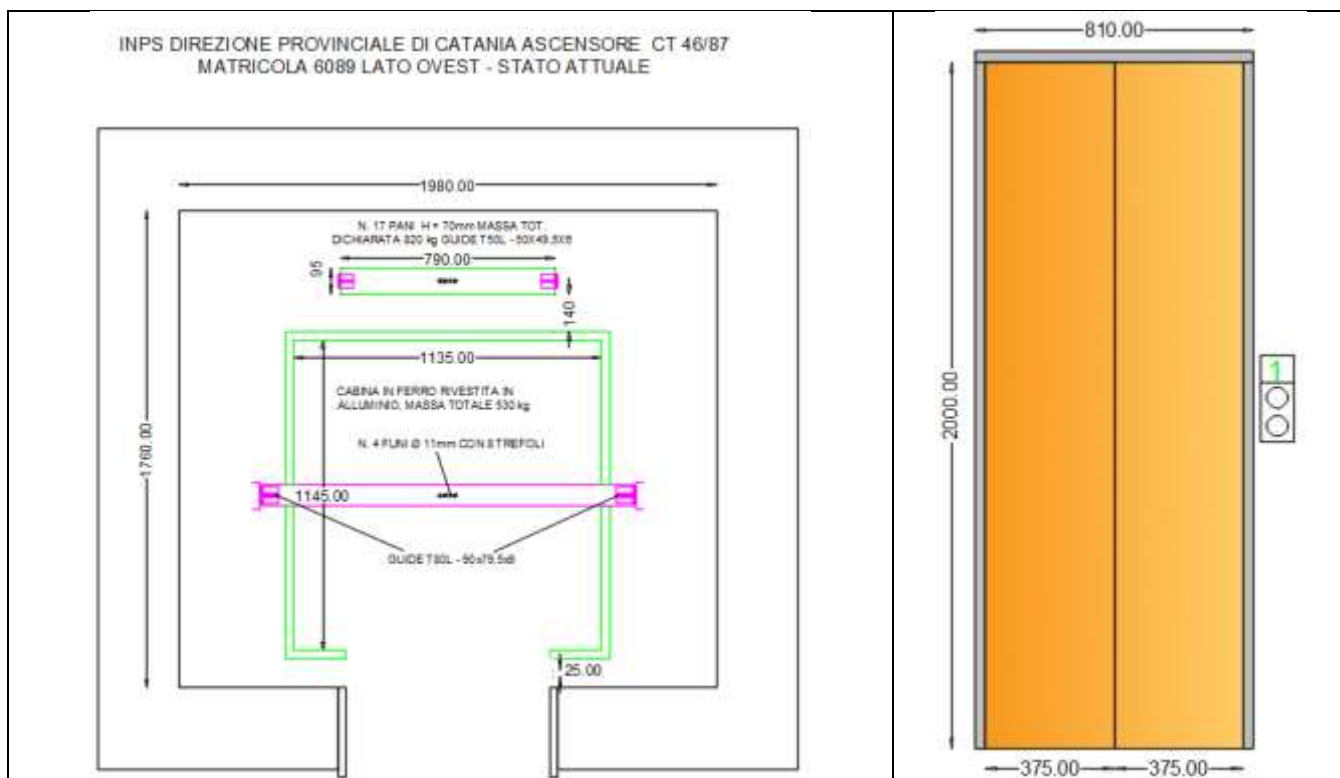 INPS DIREZIONE PROVINCIALE DI CATANIA ASCENSORE CT 46/87
MATRICOLA 6089 LATO OVEST - STATO ATTUALE
1980.00
N. 17 PANI H = 70mm MASSA TOT.
DICHIARATA 820 kg GUIDE T50L - 50X49,5X6
790.00
95
140
1135.00
CABINA IN FERRO RIVESTITA IN
ALLUMINIO, MASSA TOTALE 530 kg
N. 4 FUNI Ø 11mm CON 8 TREFOLI
1760.00
1145.00
GUIDE T80L -
25.00
810.00
2000.00
1
375.00
375.00